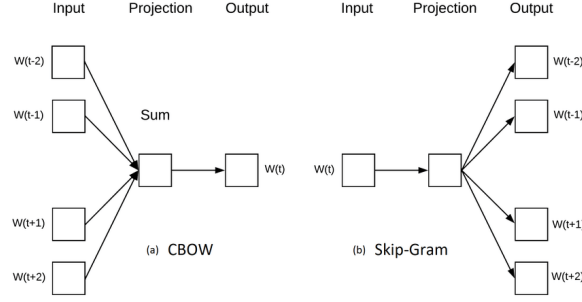 Input Projection Output
W(t-2)
W(t-1)
Sum
W(t)
W(t+1)
W(t+2)
(a) CBOW
Input Projection Output
W(t)
W(t-2)
W(t-1)
W(t+1)
W(t+2)
(b) Skip-Gram